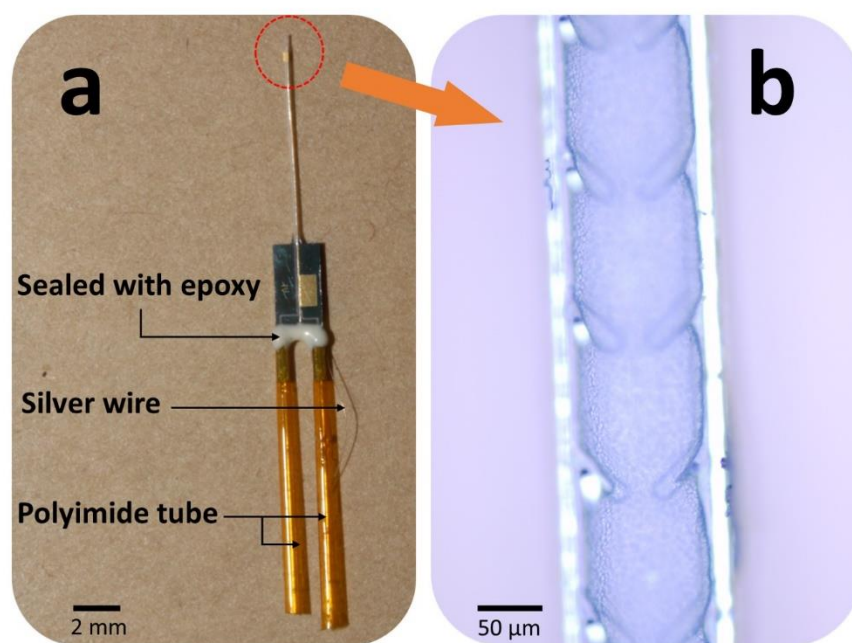 a
b
Sealed with epoxy
Silver wire
Polyimide tube
2 mm
50 µm